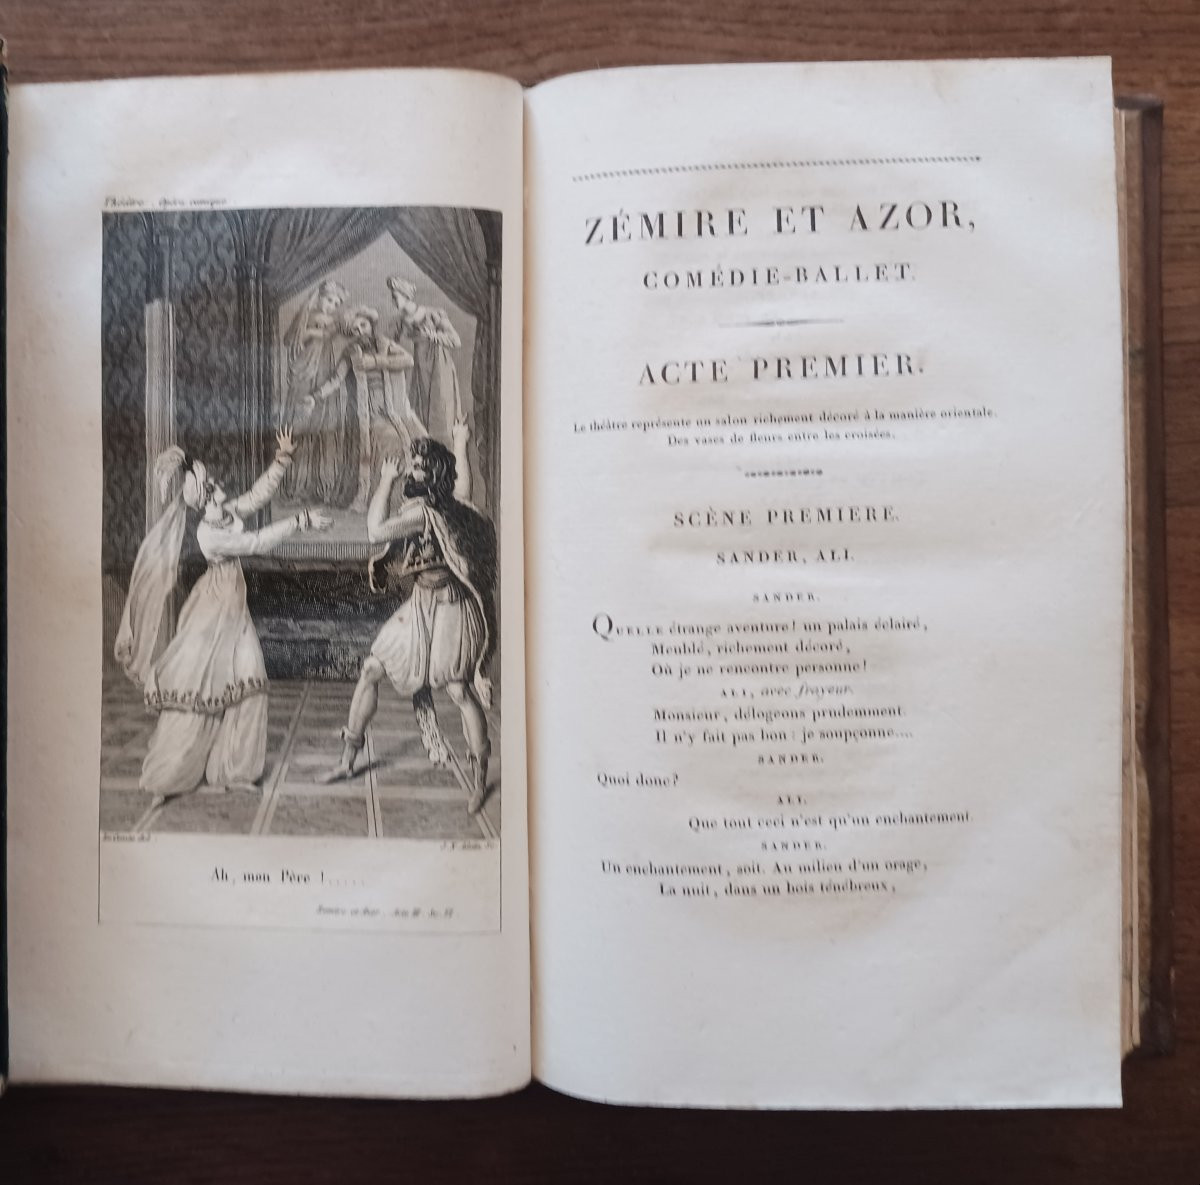 Théâtre. Opéra comique
Ah, mon Père !.....
Zémire et Azor. Acte III. Sc. VI.
ZÉMIRE ET AZOR,
COMÉDIE-BALLET.
ACTE PREMIER.
Le théâtre représente un salon richement décoré à la manière orientale.
Des vases de fleurs entre les croisées.
SCÈNE PREMIERE.
SANDER, ALI.
SANDER.
QUELLE étrange aventure! un palais éclairé,
Meublé, richement décoré,
Où je ne rencontre personne!
ALI, avec frayeur.
Monsieur, délogeons prudemment.
Il n'y fait pas bon : je soupçonne....
SANDER.
Quoi donc?
ALI.
Que tout ceci n'est qu'un enchantement.
SANDER.
Un enchantement, soit. Au milieu d'un orage,
La nuit, dans un bois ténébreux,